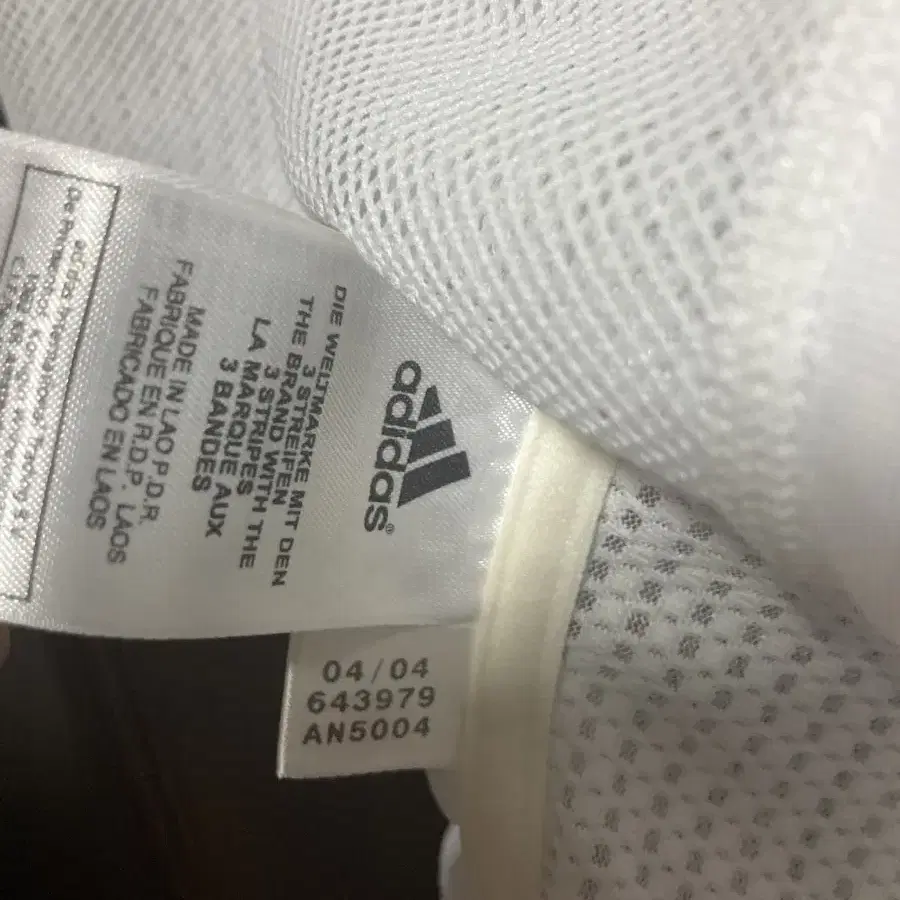 adidas®
DIE WELTMARKE MIT DEN
3 STREIFEN
THE BRAND WITH THE
3 STRIPES
LA MARQUE AUX
3 BANDES
MADE IN LAO P.D.R.
FABRIQUE EN R.D.P. LAOS
FABRICADO EN LAOS
04/04
643979
AN5004